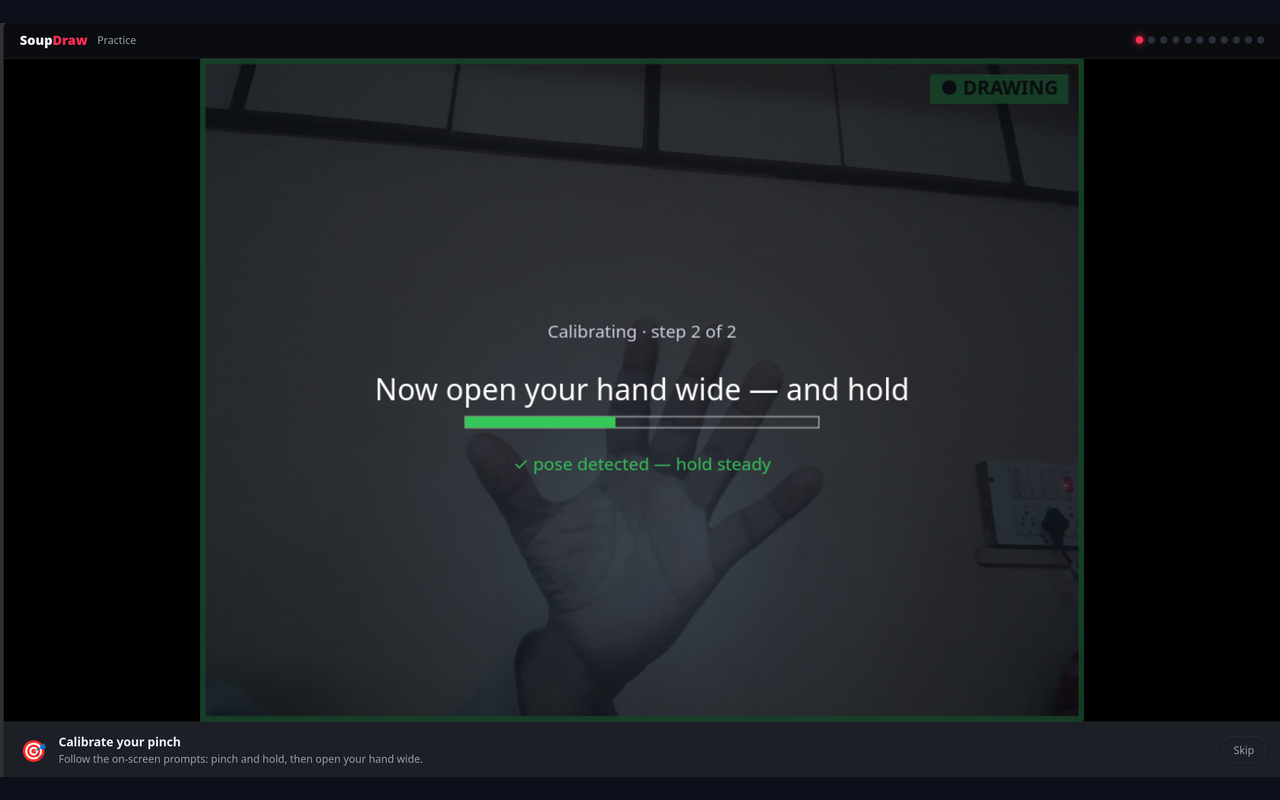 SoupDraw Practice
● DRAWING
Calibrating · step 2 of 2
Now open your hand wide — and hold
✓ pose detected — hold steady
Calibrate your pinch
Follow the on-screen prompts: pinch and hold, then open your hand wide.
Skip